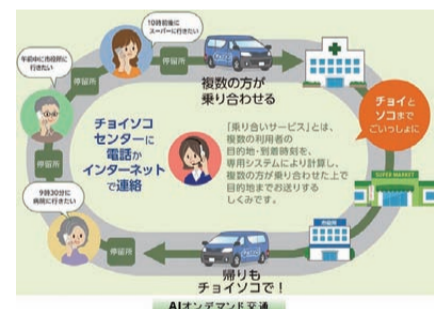 10時前後に
スーパーに行きたい
停留所
停留所
複数の方が
乗り合わせる
午前中に市役所に
行きたい
停留所
チョイと
ソコまで
ごいっしょに
チョイソコ
センターに
電話か
インターネット
で連絡
「乗り合いサービス」とは、
複数の利用者の
目的地・到着時刻を、
専用システムにより計算し、
複数の方が乗り合わせた上で
目的地までお送りする
しくみです。
停留所
SUPER MARKET
9時30分に
病院に行きたい
停留所
市役所
帰りも
チョイソコで！
AIオンデマンド交通